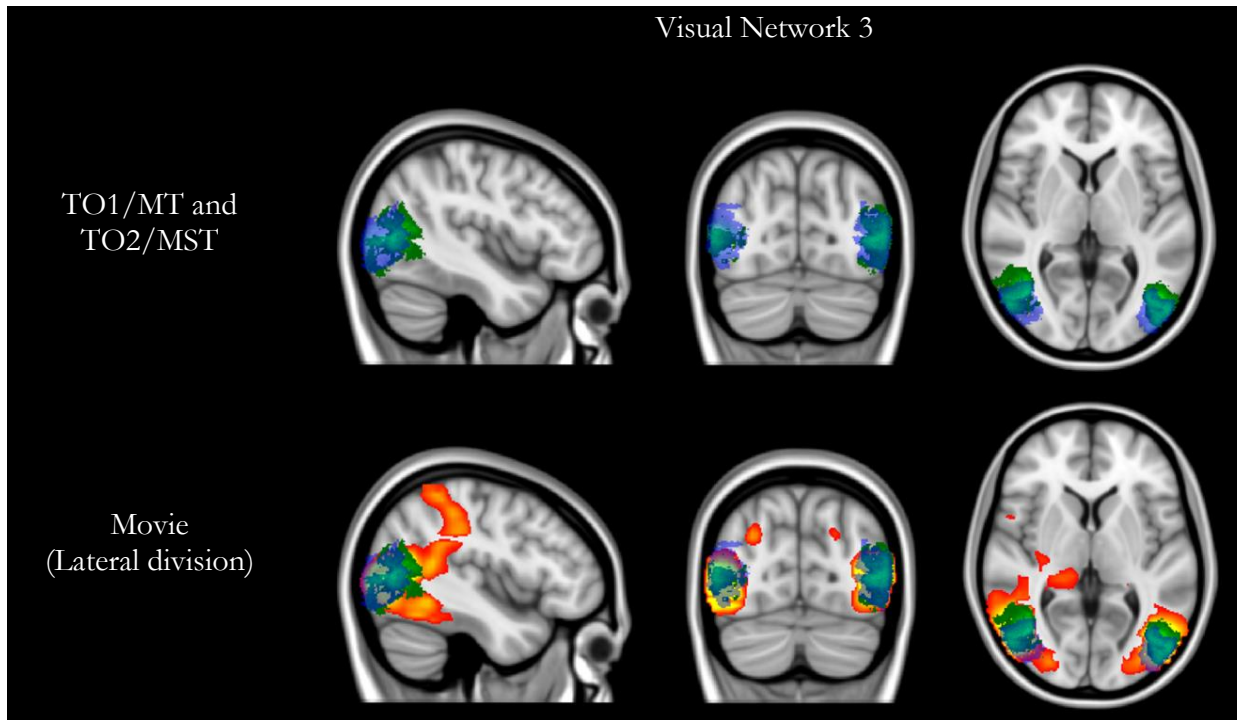 Visual Network 3
TO1/MT and
TO2/MST
Movie
(Lateral division)